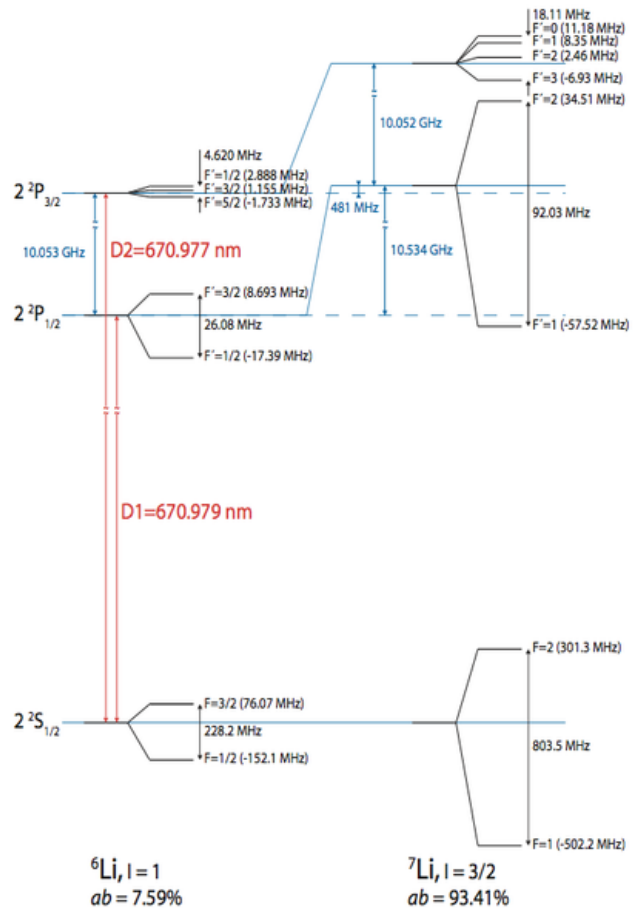 18.11 MHz
F´=0 (11.18 MHz)
F´=1 (8.35 MHz)
F´=2 (2.46 MHz)
F´=3 (-6.93 MHz)
F´=2 (34.51 MHz)
10.052 GHz
4.620 MHz
F´=1/2 (2.888 MHz)
F´=3/2 (1.155 MHz)
F´=5/2 (-1.733 MHz)
2 ²P3/2
481 MHz
92.03 MHz
10.053 GHz
D2=670.977 nm
10.534 GHz
F´=3/2 (8.693 MHz)
2 ²P1/2
26.08 MHz
F´=1 (-57.52 MHz)
F´=1/2 (-17.39 MHz)
D1=670.979 nm
F=2 (301.3 MHz)
F=3/2 (76.07 MHz)
2 ²S1/2
228.2 MHz
803.5 MHz
F=1/2 (-152.1 MHz)
F=1 (-502.2 MHz)
⁶Li, I = 1
ab = 7.59%
⁷Li, I = 3/2
ab = 93.41%